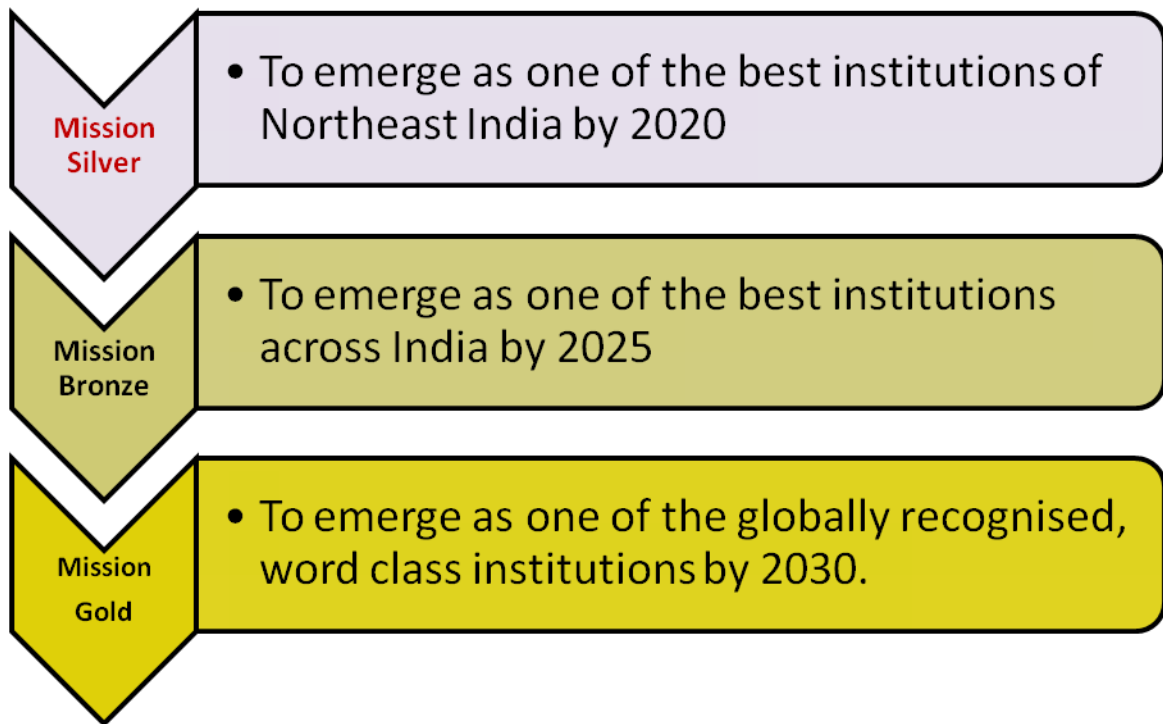 Mission
Silver
• To emerge as one of the best institutions of
Northeast India by 2020
Mission
Bronze
• To emerge as one of the best institutions
across India by 2025
Mission
Gold
• To emerge as one of the globally recognised,
word class institutions by 2030.